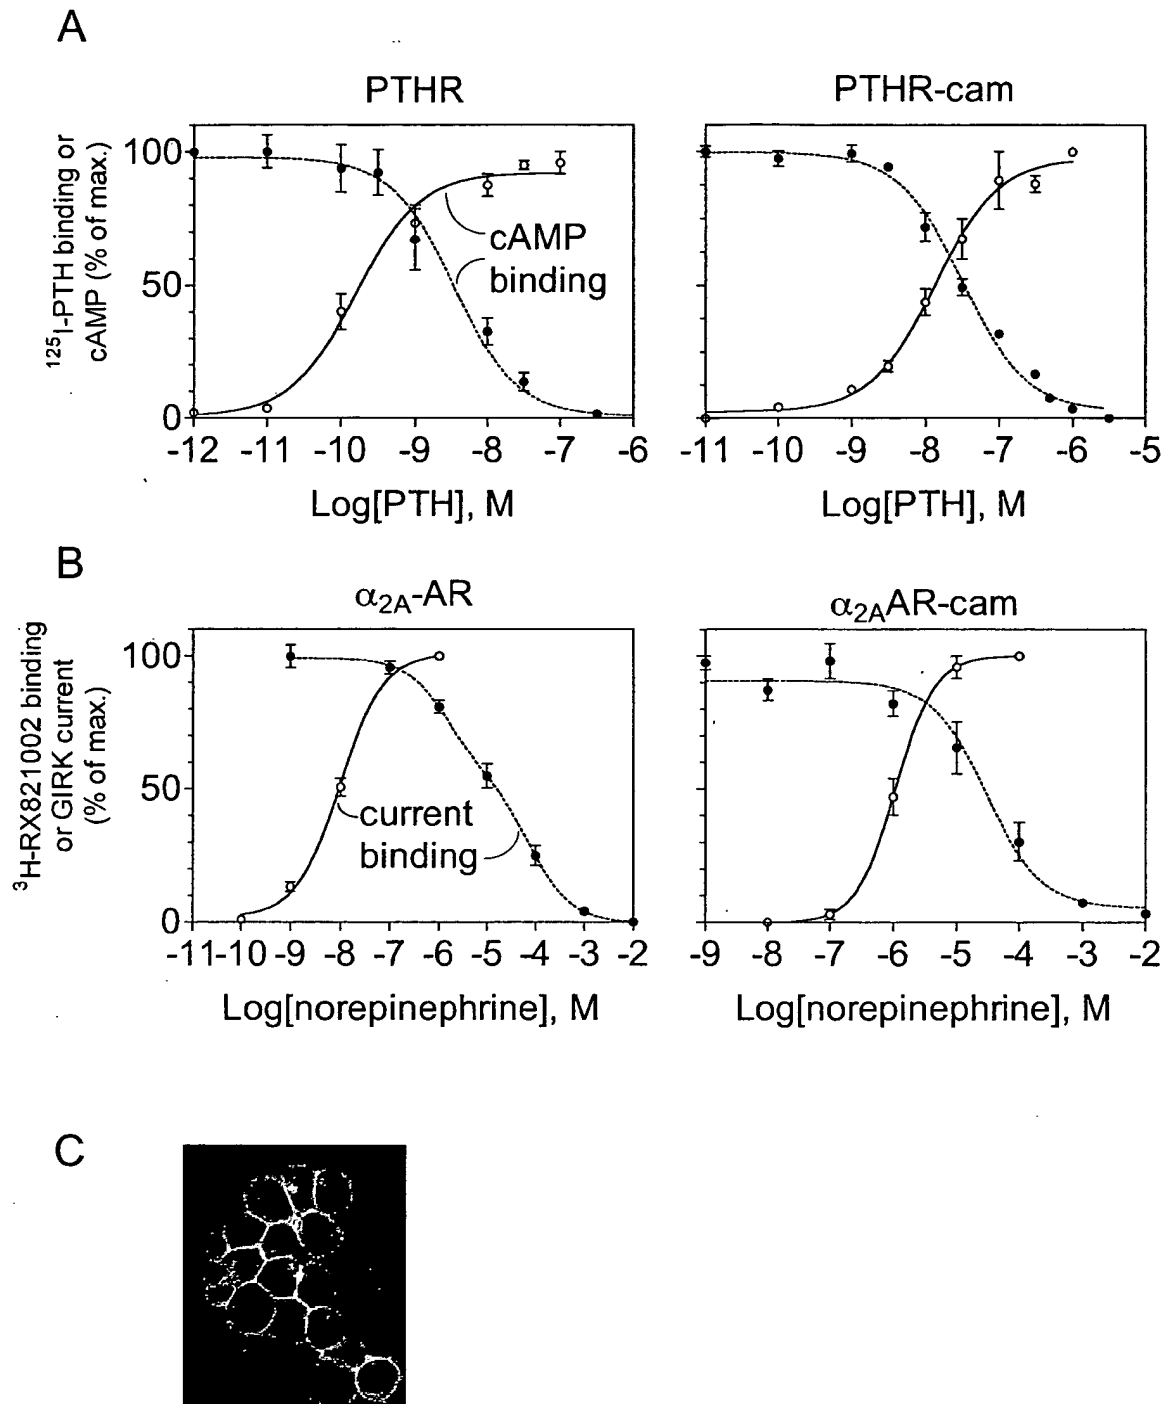 A
PTHR
PTHR-cam
¹²⁵I-PTH binding or
cAMP (% of max.)
100
50
0
cAMP
binding
-12 -11 -10 -9 -8 -7 -6
-11 -10 -9 -8 -7 -6 -5
Log[PTH], M
Log[PTH], M
B
α₂A-AR
α₂AAR-cam
³H-RX821002 binding
or GIRK current
(% of max.)
100
50
0
current
binding
-11 -10 -9 -8 -7 -6 -5 -4 -3 -2
-9 -8 -7 -6 -5 -4 -3 -2
Log[norepinephrine], M
Log[norepinephrine], M
C